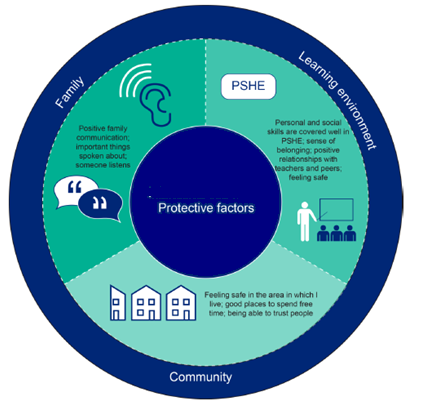 Family
Learning environment
PSHE
Positive family
communication;
important things
spoken about;
someone listens
Personal and social
skills are covered well in
PSHE; sense of
belonging; positive
relationships with
teachers and peers;
feeling safe
Protective factors
Feeling safe in the area in which I
live; good places to spend free
time; being able to trust people
Community